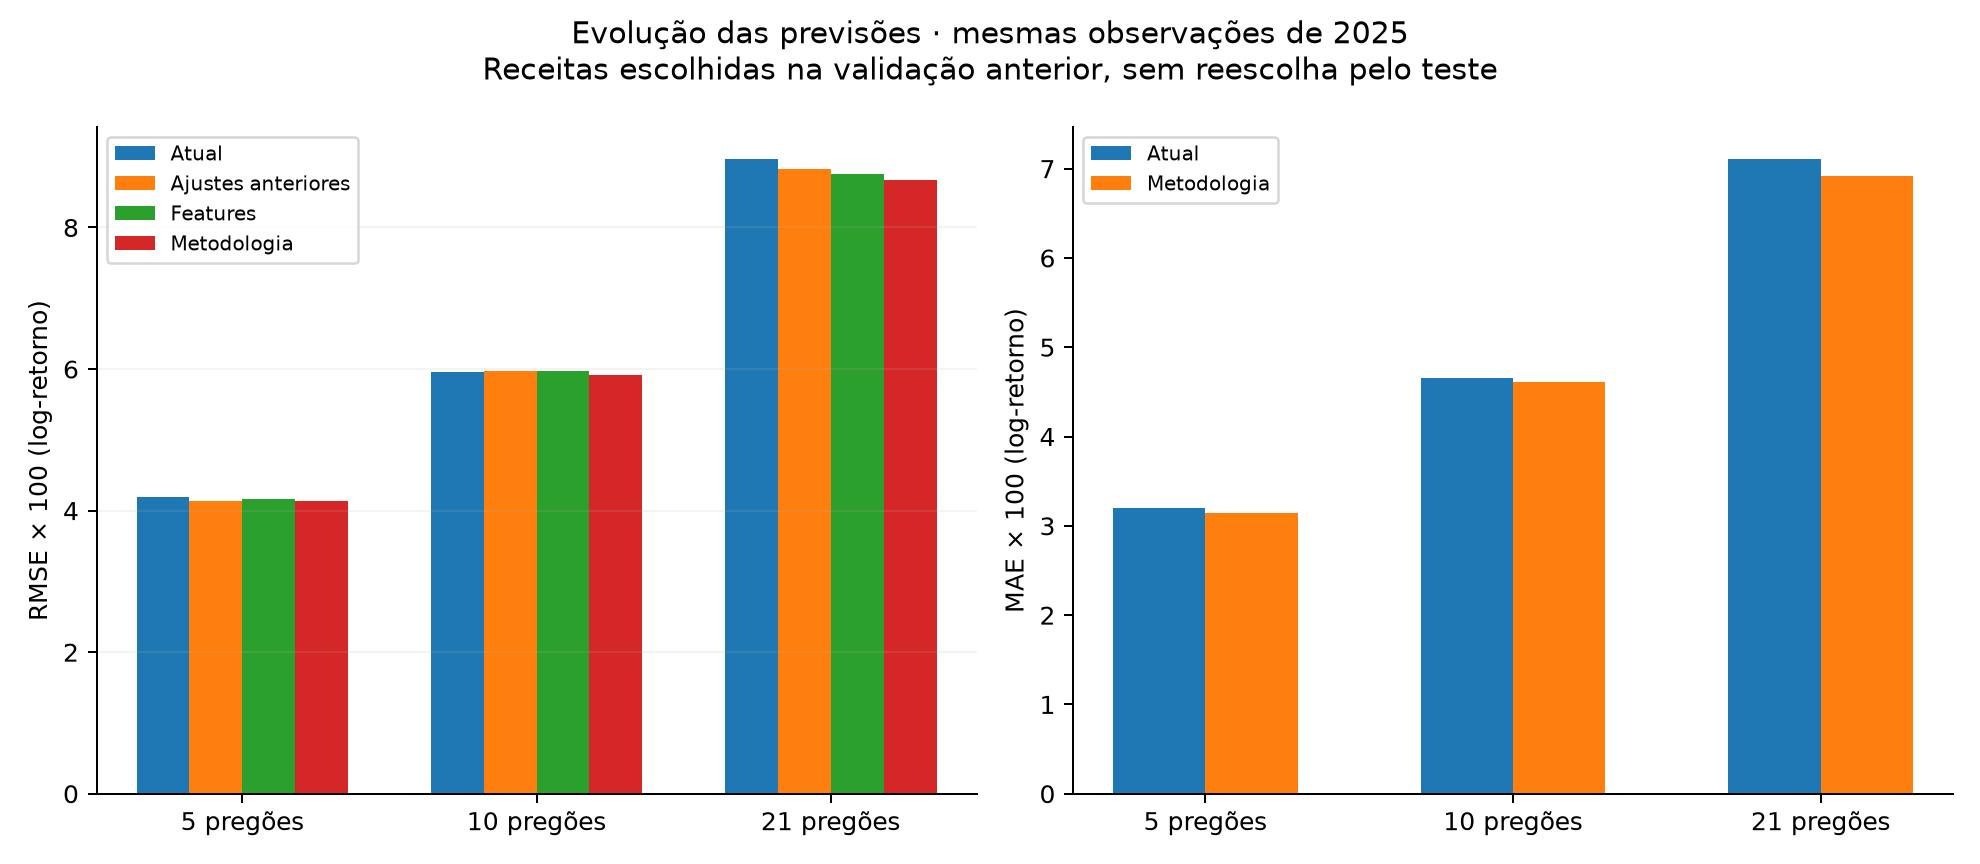 Evolução das previsões · mesmas observações de 2025
Receitas escolhidas na validação anterior, sem reescolha pelo teste
RMSE × 100 (log-retorno)
8
6
4
2
0
Atual
Ajustes anteriores
Features
Metodologia
5 pregões
10 pregões
21 pregões
MAE × 100 (log-retorno)
7
6
5
4
3
2
1
0
Atual
Metodologia
5 pregões
10 pregões
21 pregões